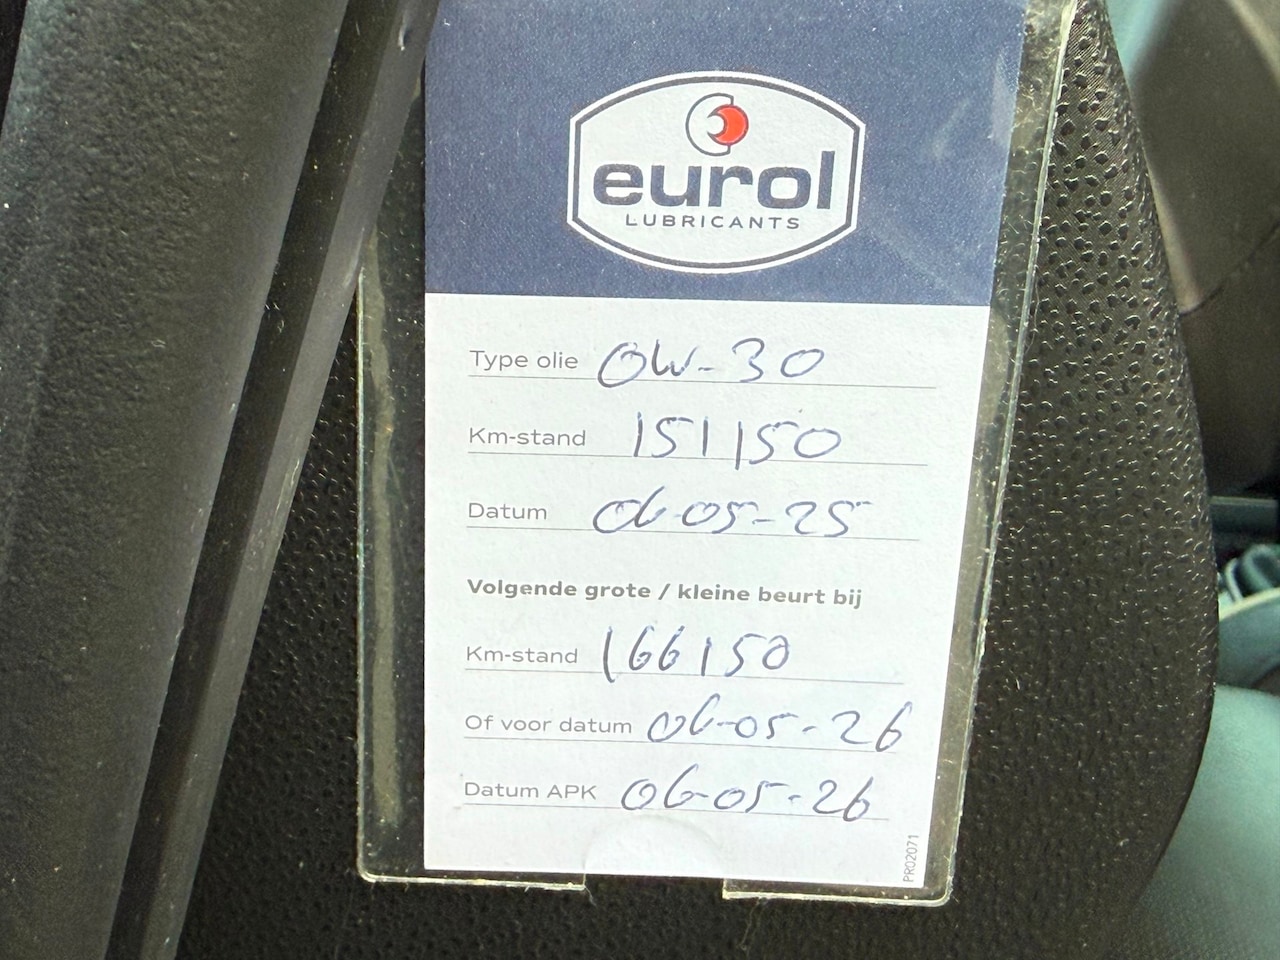 eurol
LUBRICANTS
Type olie 0W-30
Km-stand 151150
Datum 06-05-25
Volgende grote / kleine beurt bij
Km-stand 166150
Of voor datum 06-05-26
Datum APK 06-05-26
PR02071